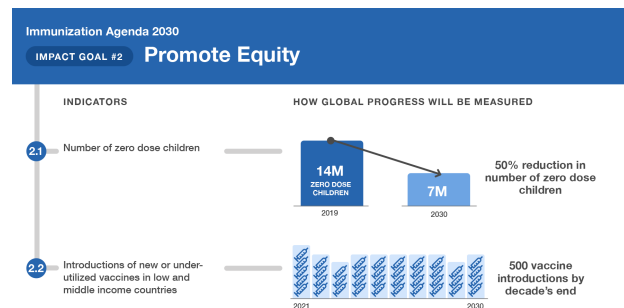 Immunization Agenda 2030
IMPACT GOAL #2 Promote Equity
INDICATORS
HOW GLOBAL PROGRESS WILL BE MEASURED
2.1
Number of zero dose children
14M
ZERO DOSE
CHILDREN
2019
7M
2030
50% reduction in
number of zero dose
children
2.2
Introductions of new or under-
utilized vaccines in low and
middle income countries
2021
2030
500 vaccine
introductions by
decade's end